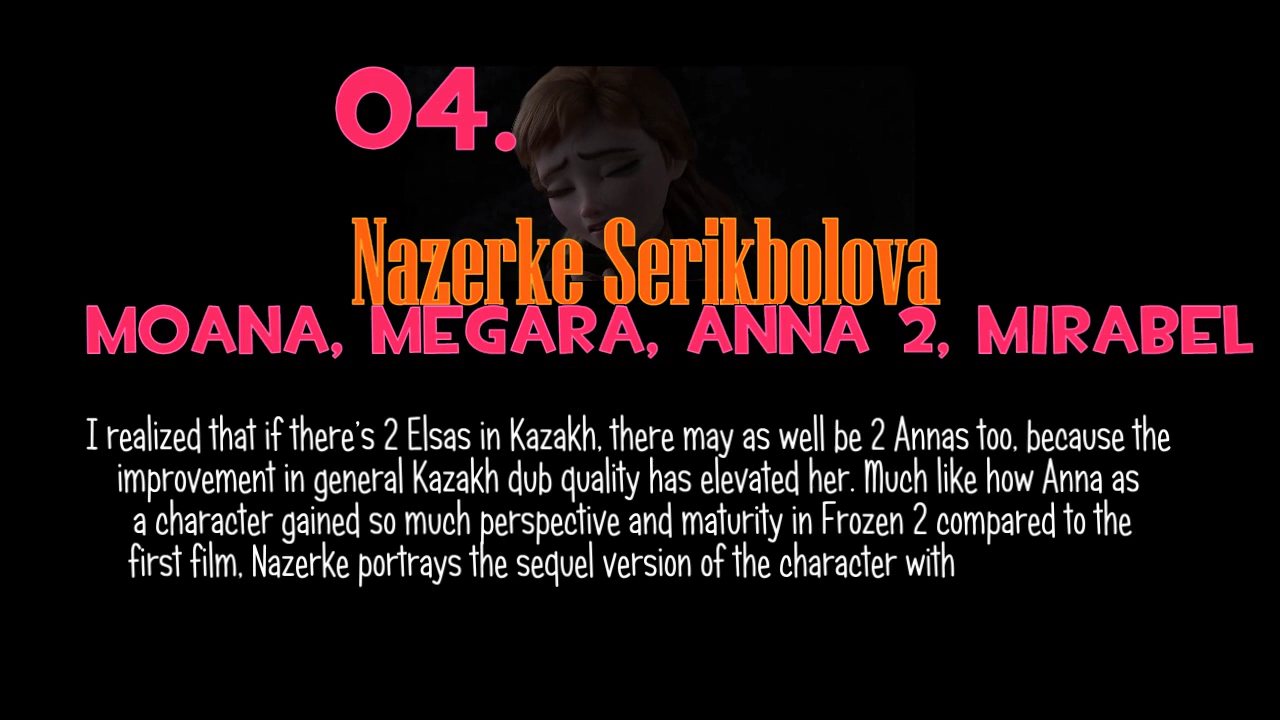 04.
Nazerke Serikbolova
MOANA, MEGARA, ANNA 2, MIRABEL
I realized that if there's 2 Elsas in Kazakh, there may as well be 2 Annas too, because the
improvement in general Kazakh dub quality has elevated her. Much like how Anna as
a character gained so much perspective and maturity in Frozen 2 compared to the
first film, Nazerke portrays the sequel version of the character with